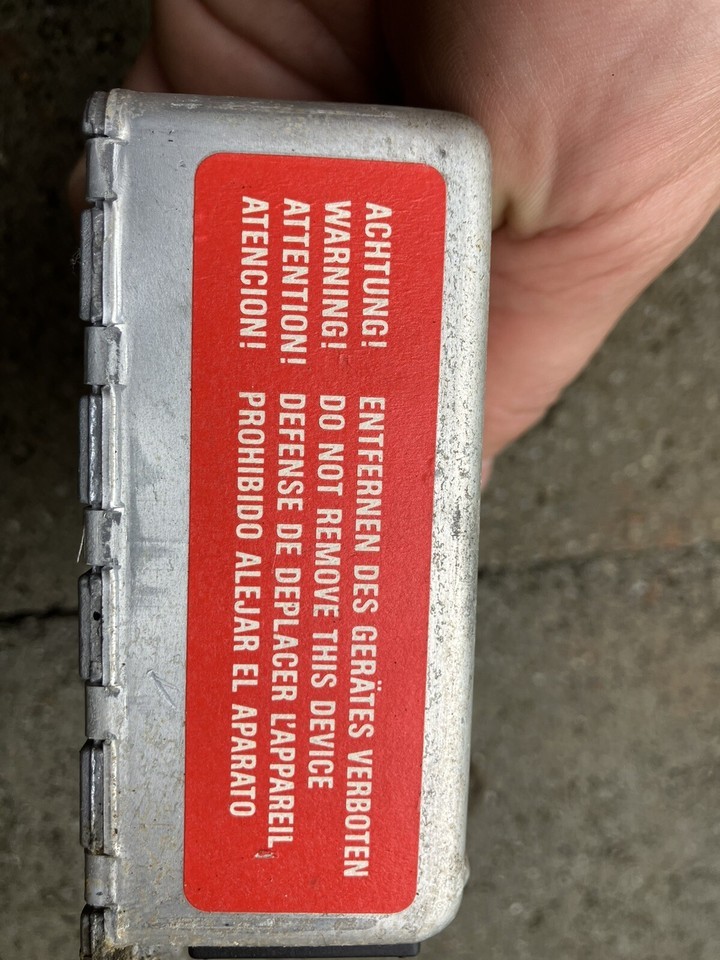 ACHTUNG! ENTFERNEN DES GERÄTES VERBOTEN
WARNING! DO NOT REMOVE THIS DEVICE
ATTENTION! DEFENSE DE DEPLACER L'APPAREIL
ATENCION! PROHIBIDO ALEJAR EL APARATO